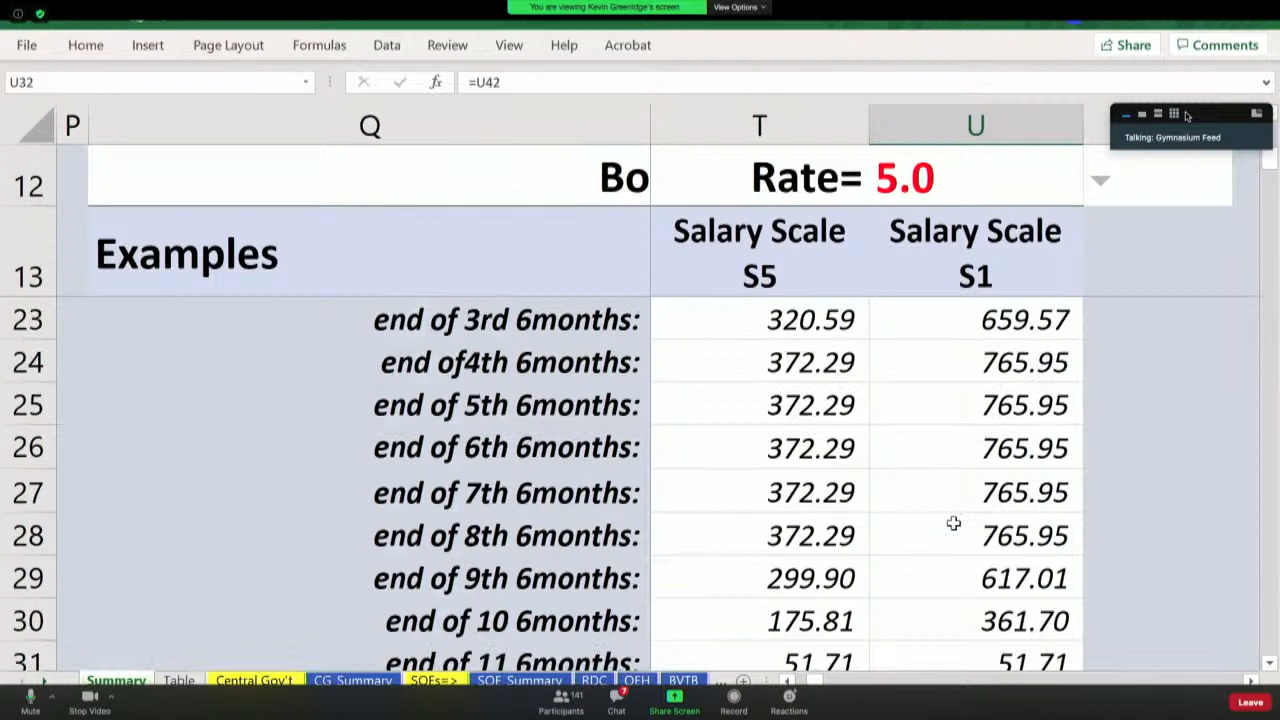 You are viewing Kevin Greenidge's screen View Options
File Home Insert Page Layout Formulas Data Review View Help Acrobat Share Comments
U32 fx =U42
P Q T U
Talking: Gymnasium Feed
12 Bo Rate= 5.0
13 Examples Salary Scale S5 Salary Scale S1
23 end of 3rd 6months: 320.59 659.57
24 end of4th 6months: 372.29 765.95
25 end of 5th 6months: 372.29 765.95
26 end of 6th 6months: 372.29 765.95
27 end of 7th 6months: 372.29 765.95
28 end of 8th 6months: 372.29 765.95
29 end of 9th 6months: 299.90 617.01
30 end of 10 6months: 175.81 361.70
31 end of 11 6months: 51.71 51.71
Summary Table Central Gov't CG_Summary SOEs=> SOE_Summary RDC QEH BVTB ...
Mute Stop Video Participants 141 Chat 7 Share Screen Record Reactions Leave